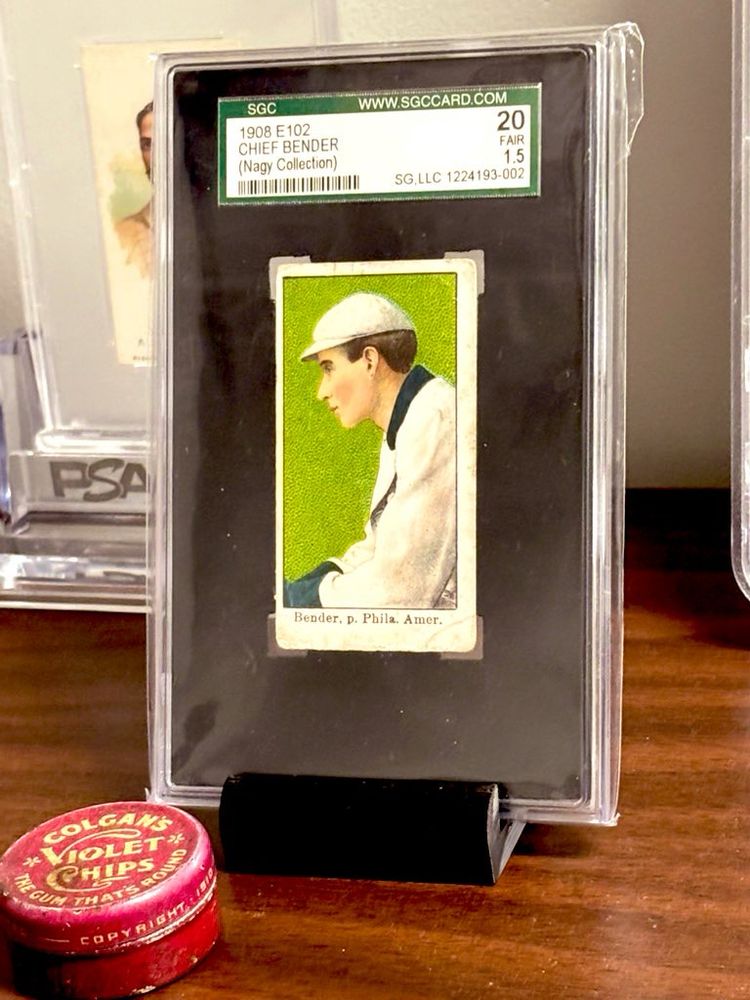 SGC WWW.SGCCARD.COM
1908 E102
CHIEF BENDER
(Nagy Collection)
20
FAIR
1.5
SG,LLC 1224193-002
Bender, p. Phila. Amer.
PSA
COLGAN'S
VIOLET
CHIPS
THE GUM THAT'S ROUND
COPYRIGHT 1910